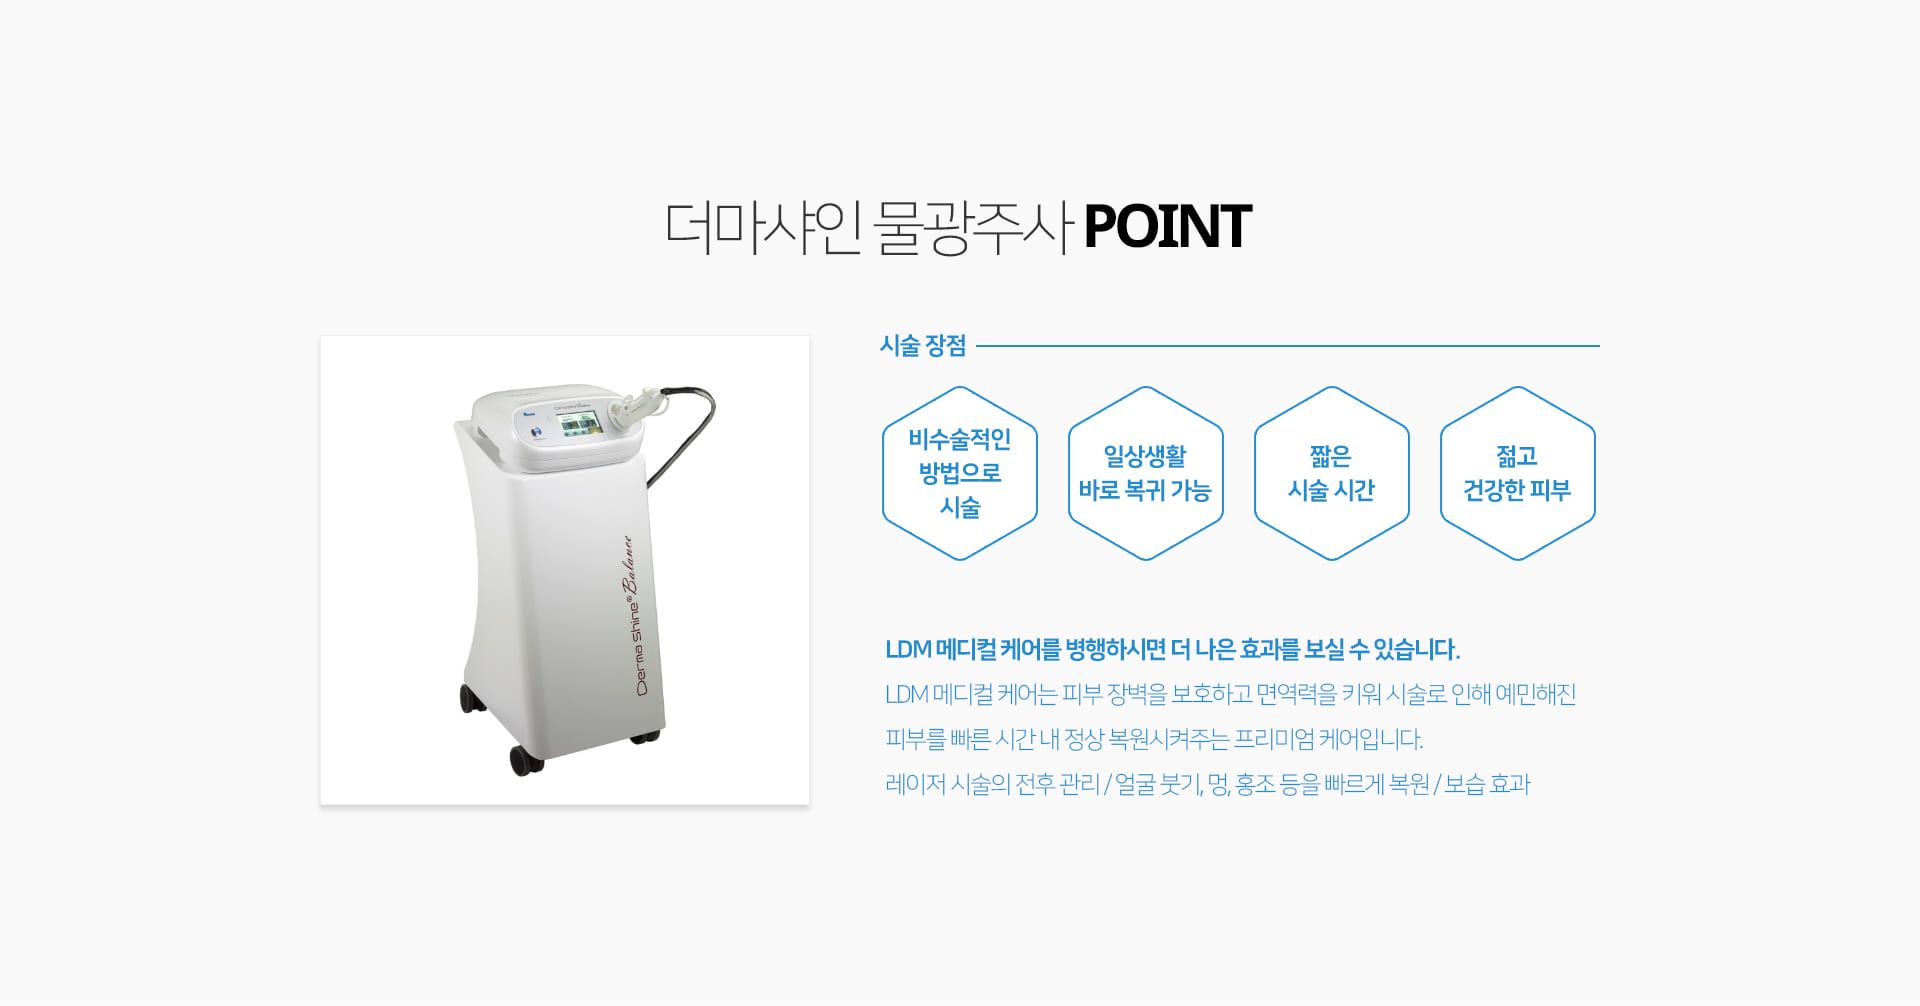 더마샤인 물광주사 POINT
시술 장점
비수술적인
방법으로
시술
일상생활
바로 복귀 가능
짧은
시술 시간
젊고
건강한 피부
Derma Shine® Balance
LDM 메디컬 케어를 병행하시면 더 나은 효과를 보실 수 있습니다.
LDM 메디컬 케어는 피부 장벽을 보호하고 면역력을 키워 시술로 인해 예민해진
피부를 빠른 시간 내 정상 복원시켜주는 프리미엄 케어입니다.
레이저 시술의 전후 관리 / 얼굴 붓기, 멍, 홍조 등을 빠르게 복원 / 보습 효과